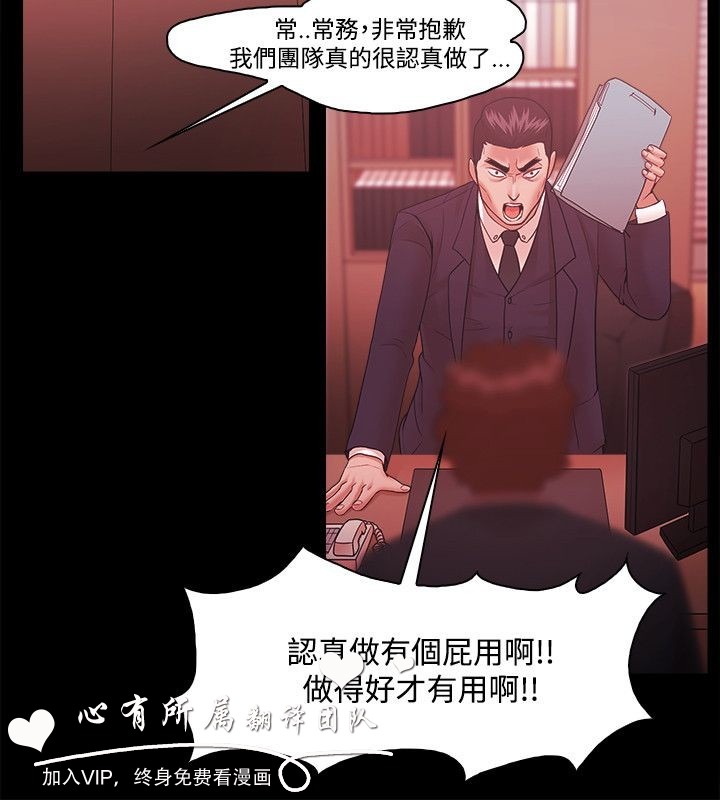 常..常務，非常抱歉
我們團隊真的很認真做了...
認真做有個屁用啊!!
做得好才有用啊!!
心有所属翻译团队
加入VIP，终身免费看漫画